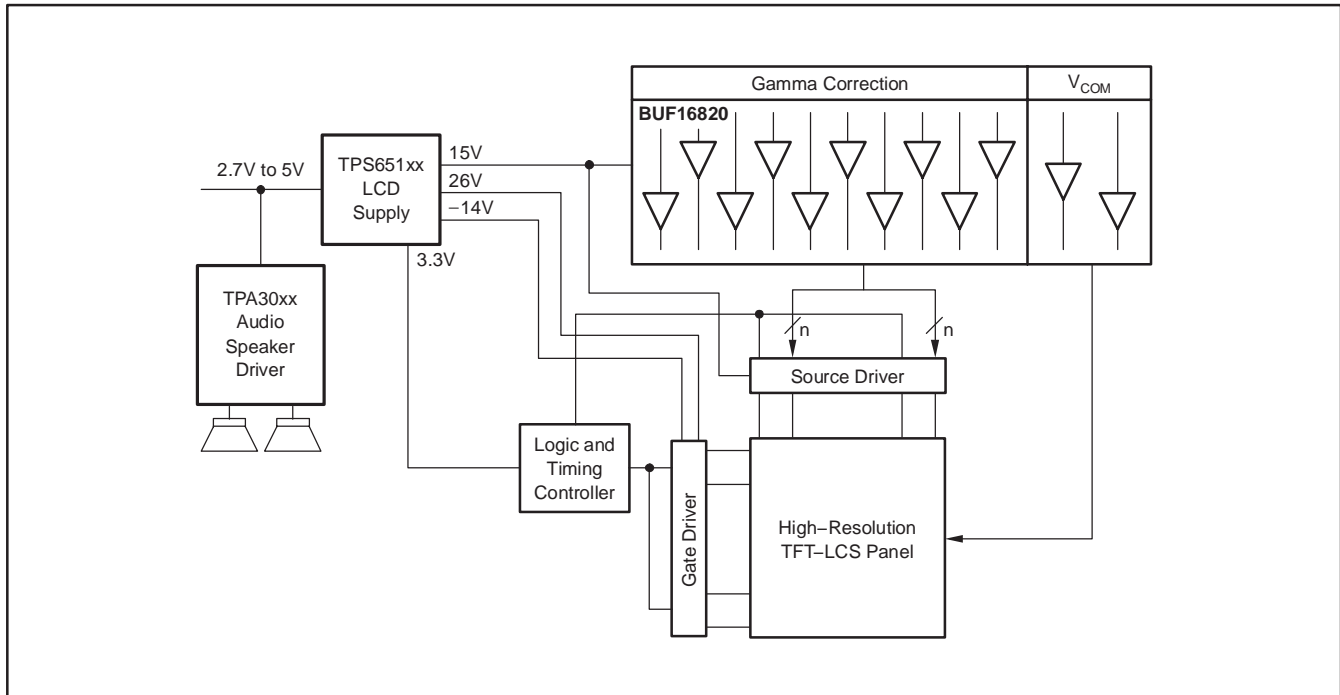 Gamma Correction
V_COM
BUF16820
2.7V to 5V
TPS651xx
LCD
Supply
15V
26V
−14V
3.3V
TPA30xx
Audio
Speaker
Driver
n
n
Source Driver
Logic and
Timing
Controller
Gate Driver
High−Resolution
TFT−LCS Panel